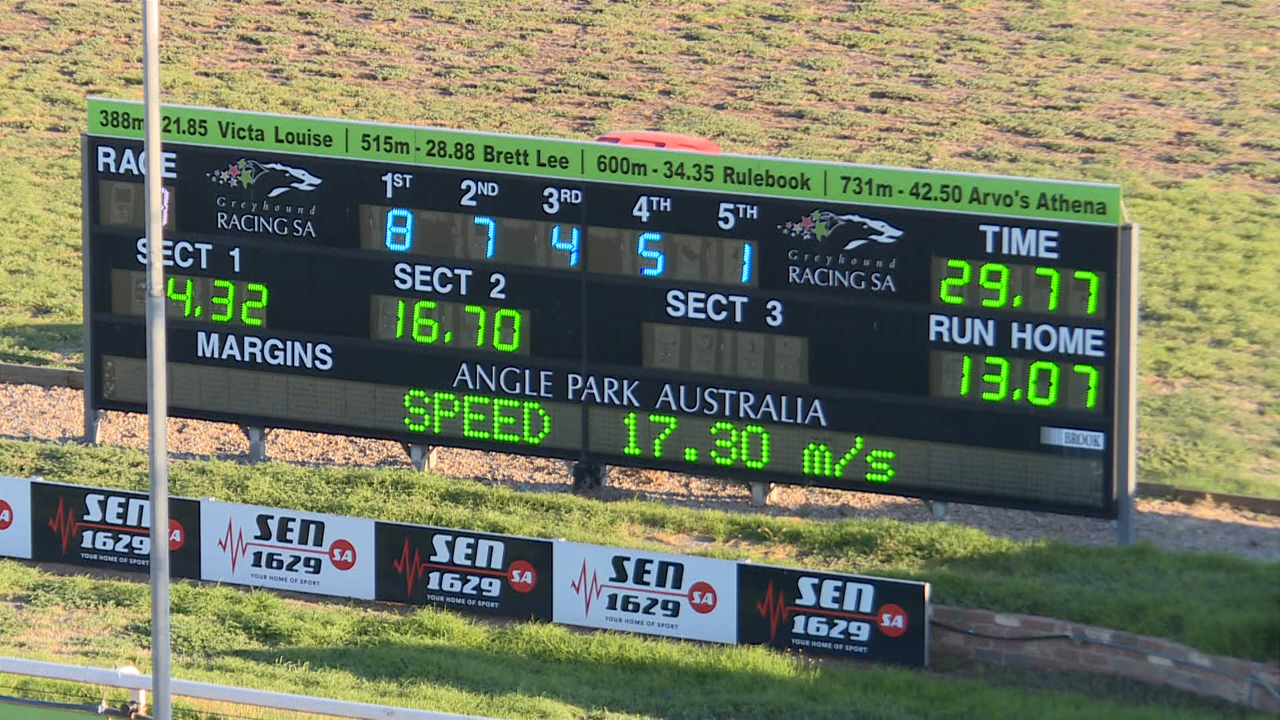 388m 21.85 Victa Louise | 515m - 28.88 Brett Lee | 600m - 34.35 Rulebook | 731m - 42.50 Arvo's Athena
RACE
Greyhound
RACING SA
1ST 2ND 3RD 4TH 5TH
8 7 4 5 1
Greyhound
RACING SA
TIME
29.77
SECT 1
4.32
SECT 2
16.70
SECT 3
RUN HOME
13.07
MARGINS
ANGLE PARK AUSTRALIA
SPEED 17.30 m/s
BROOK
SEN
1629 SA
YOUR HOME OF SPORT
SEN
1629 SA
YOUR HOME OF SPORT
SEN
1629 SA
YOUR HOME OF SPORT
SEN
1629 SA
YOUR HOME OF SPORT
SEN
1629 SA
YOUR HOME OF SPORT